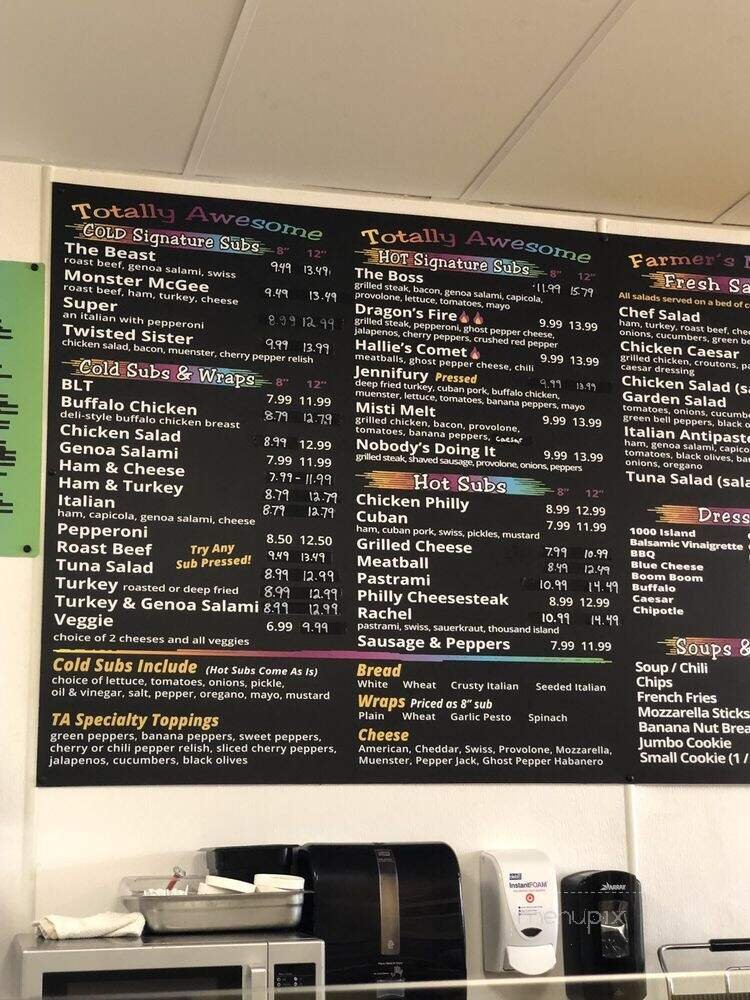 Totally Awesome
COLD Signature Subs 8" 12"
The Beast 9.49 13.49
roast beef, genoa salami, swiss
Monster McGee 9.49 13.49
roast beef, ham, turkey, cheese
Super 8.99 12.99
an italian with pepperoni
Twisted Sister 9.99 13.99
chicken salad, bacon, muenster, cherry pepper relish
Cold Subs & Wraps 8" 12"
BLT 7.99 11.99
Buffalo Chicken 8.79 12.79
deli-style buffalo chicken breast
Chicken Salad 8.99 12.99
Genoa Salami 7.99 11.99
Ham & Cheese 7.99 - 11.99
Ham & Turkey 8.79 12.79
Italian 8.79 12.79
ham, capicola, genoa salami, cheese
Pepperoni 8.50 12.50
Roast Beef 9.49 13.49
Try Any
Sub Pressed!
Tuna Salad 8.99 12.99
Turkey roasted or deep fried 8.99 12.99
Turkey & Genoa Salami 8.99 12.99
Veggie 6.99 9.99
choice of 2 cheeses and all veggies
Cold Subs Include (Hot Subs Come As Is)
choice of lettuce, tomatoes, onions, pickle,
oil & vinegar, salt, pepper, oregano, mayo, mustard
TA Specialty Toppings
green peppers, banana peppers, sweet peppers,
cherry or chili pepper relish, sliced cherry peppers,
jalapenos, cucumbers, black olives
Totally Awesome
HOT Signature Subs 8" 12"
The Boss 11.99 15.79
grilled steak, bacon, genoa salami, capicola,
provolone, lettuce, tomatoes, mayo
Dragon's Fire 9.99 13.99
grilled steak, pepperoni, ghost pepper cheese,
jalapenos, cherry peppers, crushed red pepper
Hallie's Comet 9.99 13.99
meatballs, ghost pepper cheese, chili
Jennifury Pressed 9.99 13.99
deep fried turkey, cuban pork, buffalo chicken,
muenster, lettuce, tomatoes, banana peppers, mayo
Misti Melt 9.99 13.99
grilled chicken, bacon, provolone,
tomatoes, banana peppers, caesar
Nobody's Doing It 9.99 13.99
grilled steak, shaved sausage, provolone, onions, peppers
Hot Subs 8" 12"
Chicken Philly 8.99 12.99
Cuban 7.99 11.99
ham, cuban pork, swiss, pickles, mustard
Grilled Cheese 7.99 10.99
Meatball 8.49 12.49
Pastrami 10.99 14.49
Philly Cheesesteak 8.99 12.99
Rachel 10.99 14.49
pastrami, swiss, sauerkraut, thousand island
Sausage & Peppers 7.99 11.99
Bread
White Wheat Crusty Italian Seeded Italian
Wraps Priced as 8" sub
Plain Wheat Garlic Pesto Spinach
Cheese
American, Cheddar, Swiss, Provolone, Mozzarella,
Muenster, Pepper Jack, Ghost Pepper Habanero
Farmer's
Fresh
All salads served on a bed of
Chef Salad
ham, turkey, roast beef,
onions, cucumbers, green
Chicken Caesar
grilled chicken, croutons,
caesar dressing
Chicken Salad
Garden Salad
tomatoes, onions,
green bell peppers, black
Italian Antipasto
ham, genoa salami,
tomatoes, black olives,
onions, oregano
Tuna Salad
1000 Island
Balsamic Vinaigrette
BBQ
Blue Cheese
Boom Boom
Buffalo
Caesar
Chipotle
Soups &
Soup / Chili
Chips
French Fries
Mozzarella Sticks
Banana Nut
Jumbo Cookie
Small Cookie (1 /
InstantFOAM
menupix